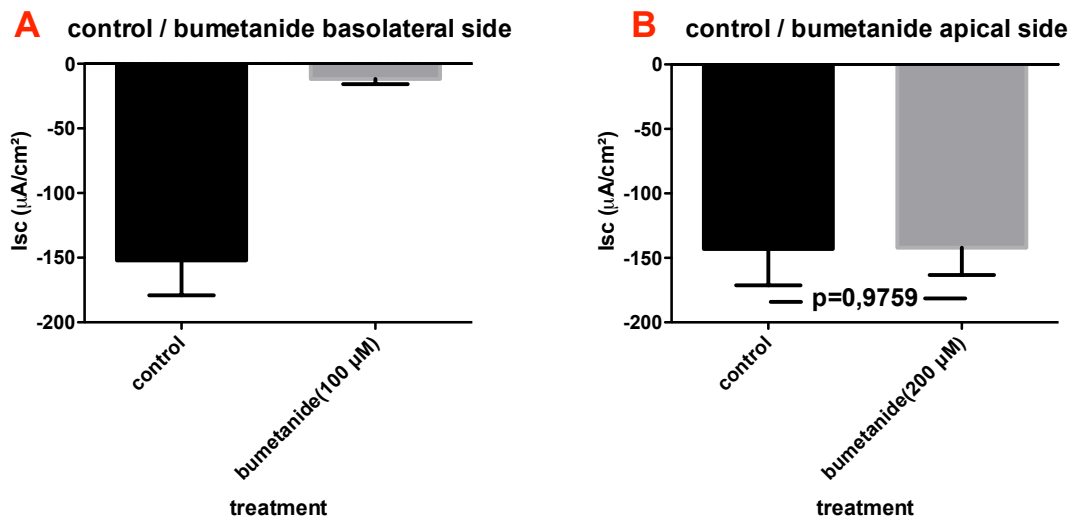 A control / bumetanide basolateral side
0
-50
-100
-150
-200
Isc (µA/cm²)
control
bumetanide(100 µM)
treatment
B control / bumetanide apical side
0
-50
-100
-150
-200
Isc (µA/cm²)
p=0,9759
control
bumetanide(200 µM)
treatment